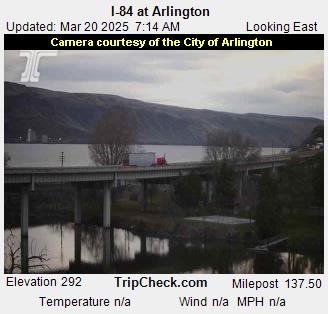 I-84 at Arlington
Updated: Mar 20 2025 7:14 AM Looking East
Camera courtesy of the City of Arlington
Elevation 292 TripCheck.com Milepost 137.50
Temperature n/a Wind n/a MPH n/a